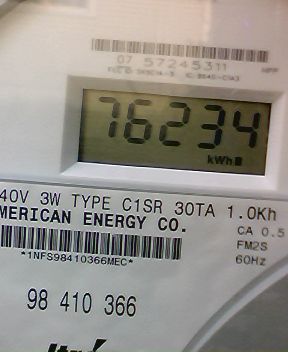 07 57245311
76234
kWh
40V 3W TYPE C1SR 30TA 1.0Kh
MERICAN ENERGY CO.
CA 0.5
FM2S
60Hz
*1NFS98410366MEC*
98 410 366